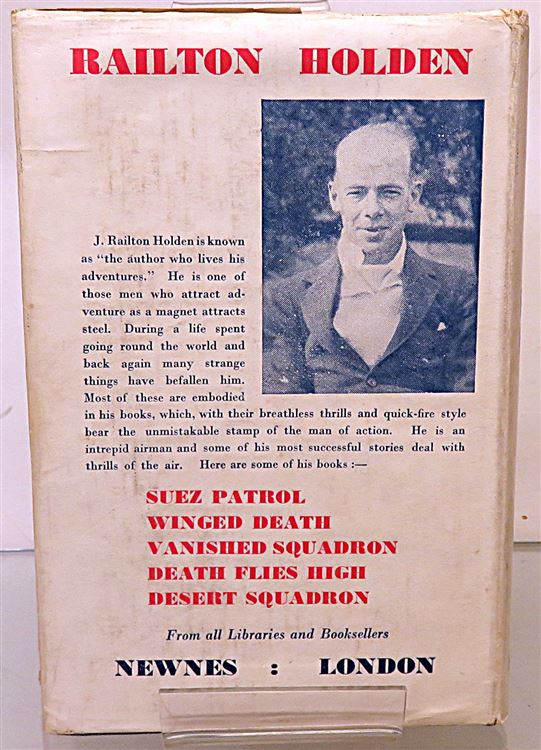 RAILTON HOLDEN
J. Railton Holden is known
as "the author who lives his
adventures." He is one of
those men who attract ad-
venture as a magnet attracts
steel. During a life spent
going round the world and
back again many strange
things have befallen him.
Most of these are embodied
in his books, which, with their breathless thrills and quick-fire style
bear the unmistakable stamp of the man of action. He is an
intrepid airman and some of his most successful stories deal with
thrills of the air. Here are some of his books :—
SUEZ PATROL
WINGED DEATH
VANISHED SQUADRON
DEATH FLIES HIGH
DESERT SQUADRON
From all Libraries and Booksellers
NEWNES : LONDON